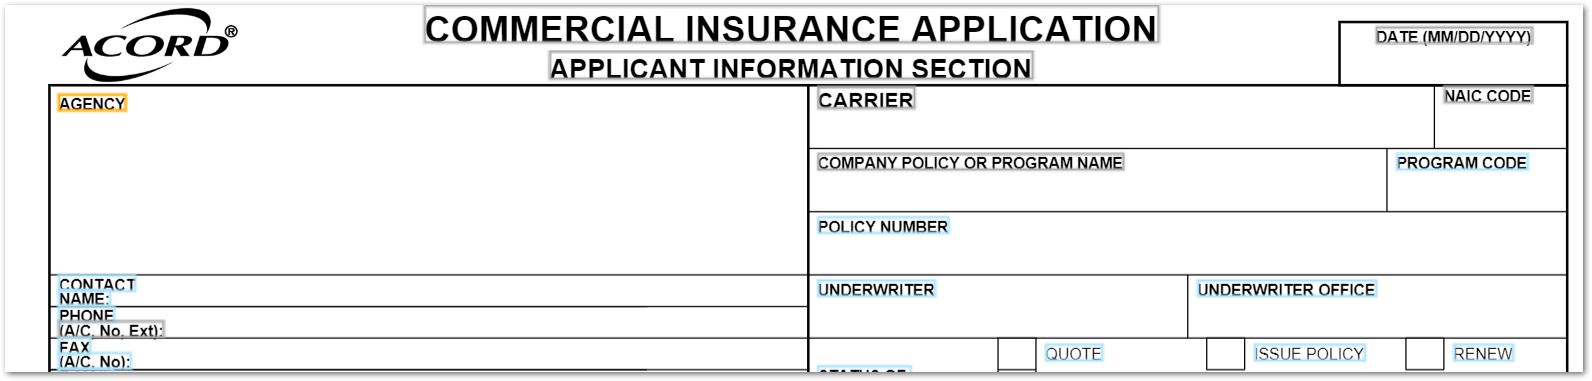 ACORD®
COMMERCIAL INSURANCE APPLICATION
APPLICANT INFORMATION SECTION
DATE (MM/DD/YYYY)
AGENCY
CARRIER
NAIC CODE
COMPANY POLICY OR PROGRAM NAME
PROGRAM CODE
POLICY NUMBER
CONTACT
NAME:
PHONE
(A/C, No, Ext):
FAX
(A/C, No):
UNDERWRITER
UNDERWRITER OFFICE
QUOTE
ISSUE POLICY
RENEW
STATUS OF